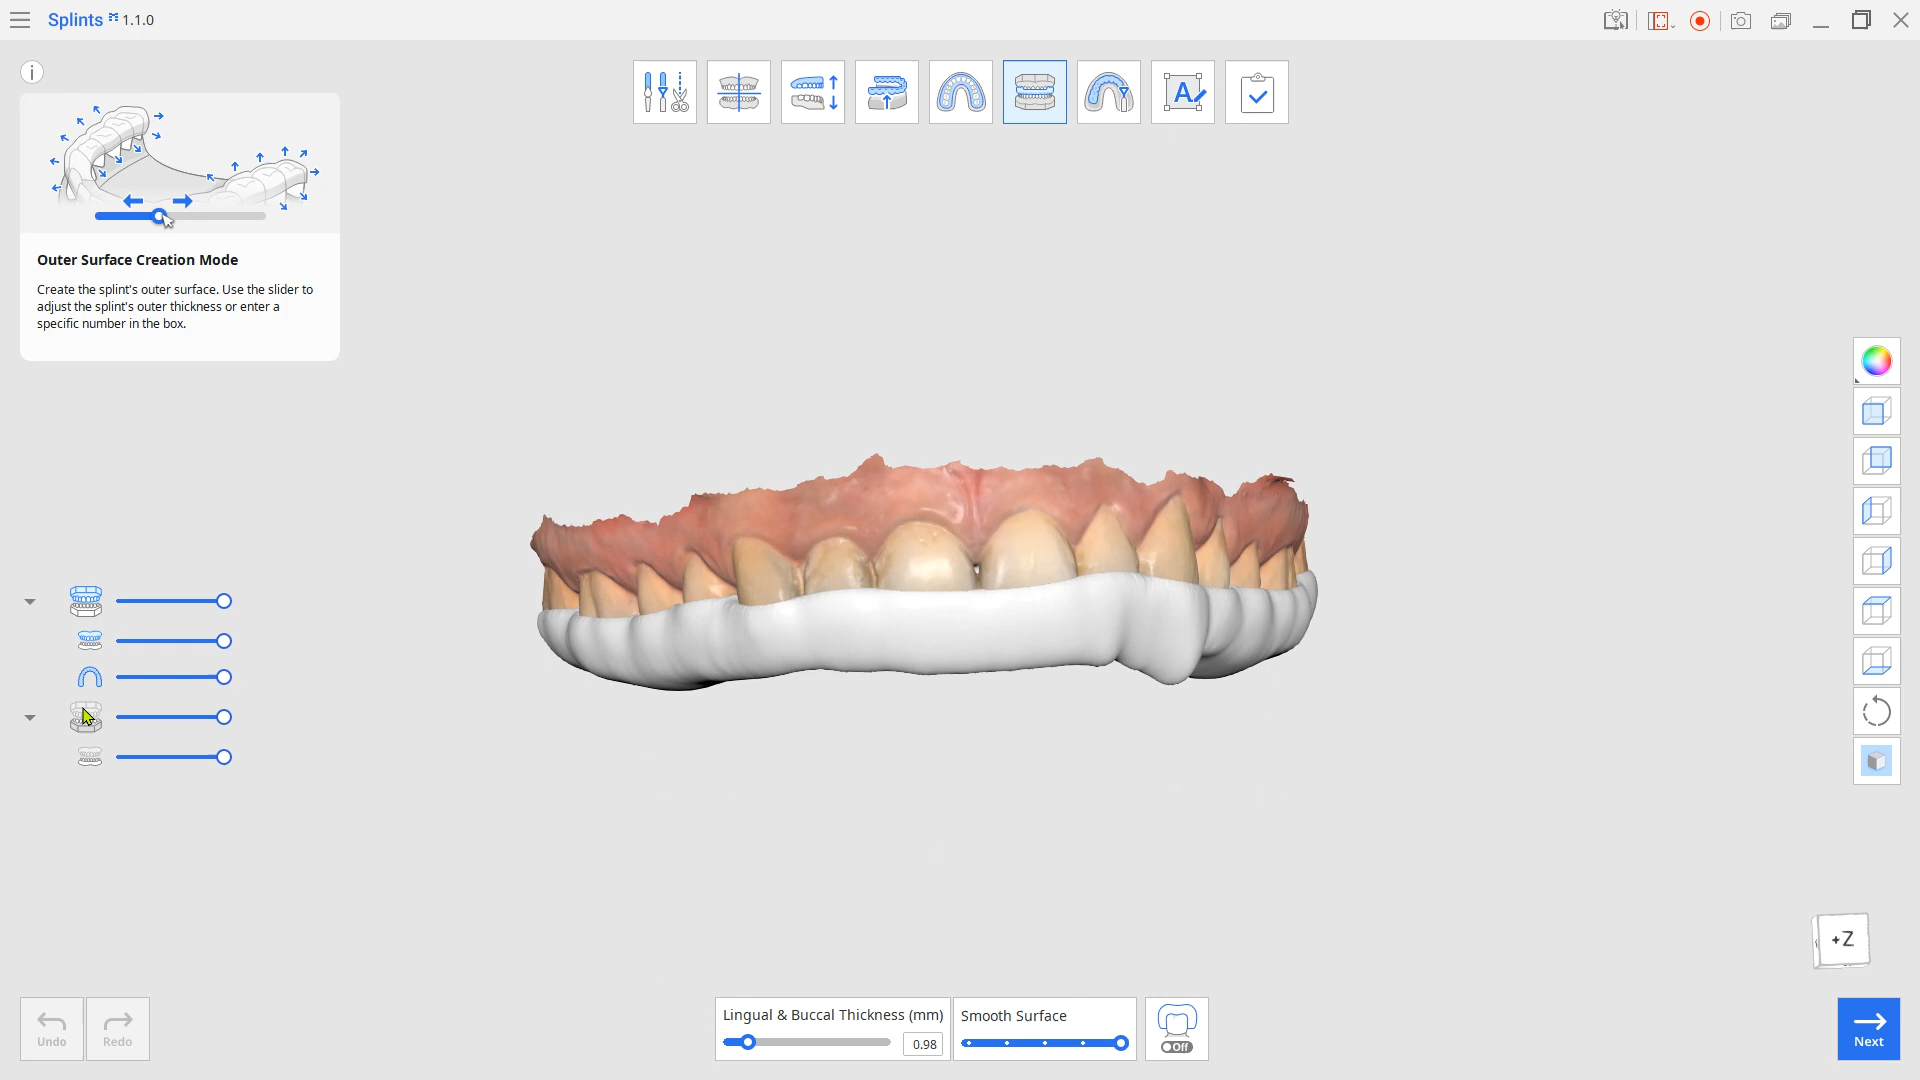 Splints 1.1.0
i
A
Outer Surface Creation Mode
Create the splint's outer surface. Use the slider to
adjust the splint's outer thickness or enter a
specific number in the box.
+Z
Undo
Redo
Lingual & Buccal Thickness (mm)
0.98
Smooth Surface
Off
Next